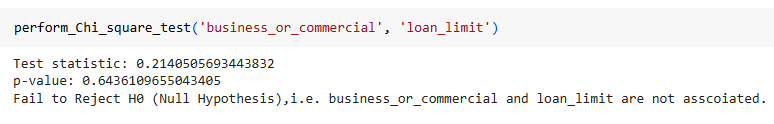 perform_Chi_square_test('business_or_commercial', 'loan_limit')
Test statistic: 0.2140505693443832
p-value: 0.6436109655043405
Fail to Reject H0 (Null Hypothesis),i.e. business_or_commercial and loan_limit are not asscoiated.